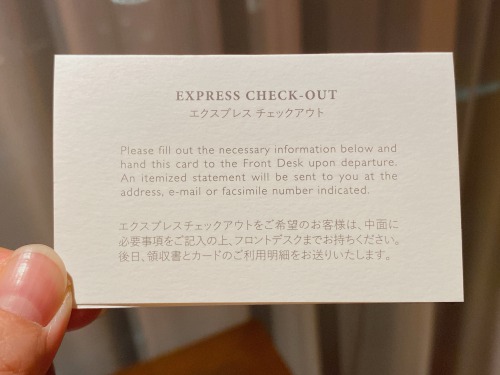 EXPRESS CHECK-OUT
エクスプレス チェックアウト
Please fill out the necessary information below and
hand this card to the Front Desk upon departure.
An itemized statement will be sent to you at the
address, e-mail or facsimile number indicated.
エクスプレスチェックアウトをご希望のお客様は、中面に
必要事項をご記入の上、フロントデスクまでお持ちください。
後日、領収書とカードのご利用明細をお送りいたします。